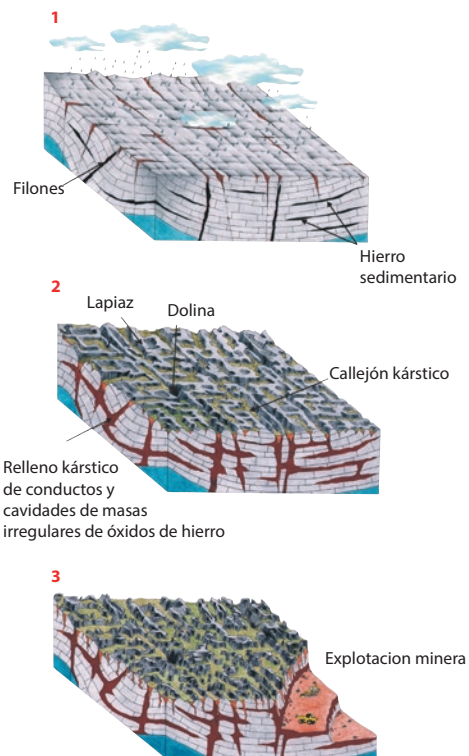 1
Filones
Hierro
sedimentario
2
Lapiaz
Dolina
Callejón kárstico
Relleno kárstico
de conductos y
cavidades de masas
irregulares de óxidos de hierro
3
Explotacion minera